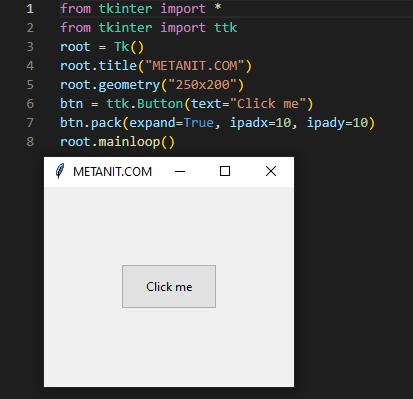 1 from tkinter import *
2 from tkinter import ttk
3 root = Tk()
4 root.title("METANIT.COM")
5 root.geometry("250x200")
6 btn = ttk.Button(text="Click me")
7 btn.pack(expand=True, ipadx=10, ipady=10)
8 root.mainloop()
METANIT.COM
Click me